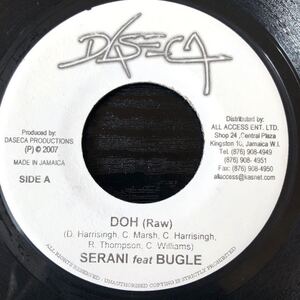 DASECA
Produced by:
DASECA PRODUCTIONS
(P) © 2007
MADE IN JAMAICA
SIDE A
Distributed by:
ALL ACCESS ENT. LTD.
Shop 24 ,Central Plaza
Kingston 10, Jamaica W.I.
Tel: (876) 908-4949
(876) 908- 4951
Fax: (876) 908-4950
allaccess@kasnet.com
DOH (Raw)
(D. Harrisingh, C. Marsh, C. Harrisingh,
R. Thompson, C. Williams)
SERANI feat BUGLE
ALL RIGHTS RESERVED / UNAUTHORISED COPYING IS STRICTLY PROHIBITED